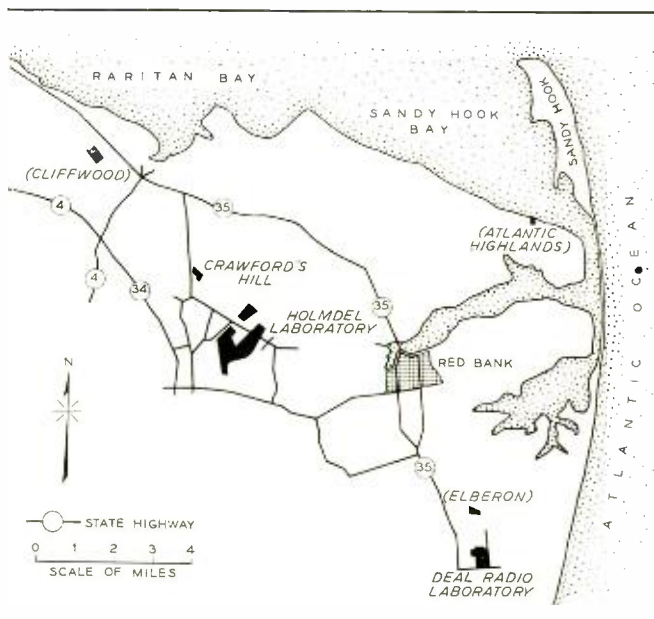 RARITAN BAY
SANDY HOOK
BAY
SANDY HOOK
(CLIFFWOOD)
4
35
(ATLANTIC
HIGHLANDS)
4
34
CRAWFORD'S
HILL
35
HOLMDEL
LABORATORY
RED BANK
ATLANTIC OCEAN
N
35
(ELBERON)
STATE HIGHWAY
0 1 2 3 4
SCALE OF MILES
DEAL RADIO
LABORATORY